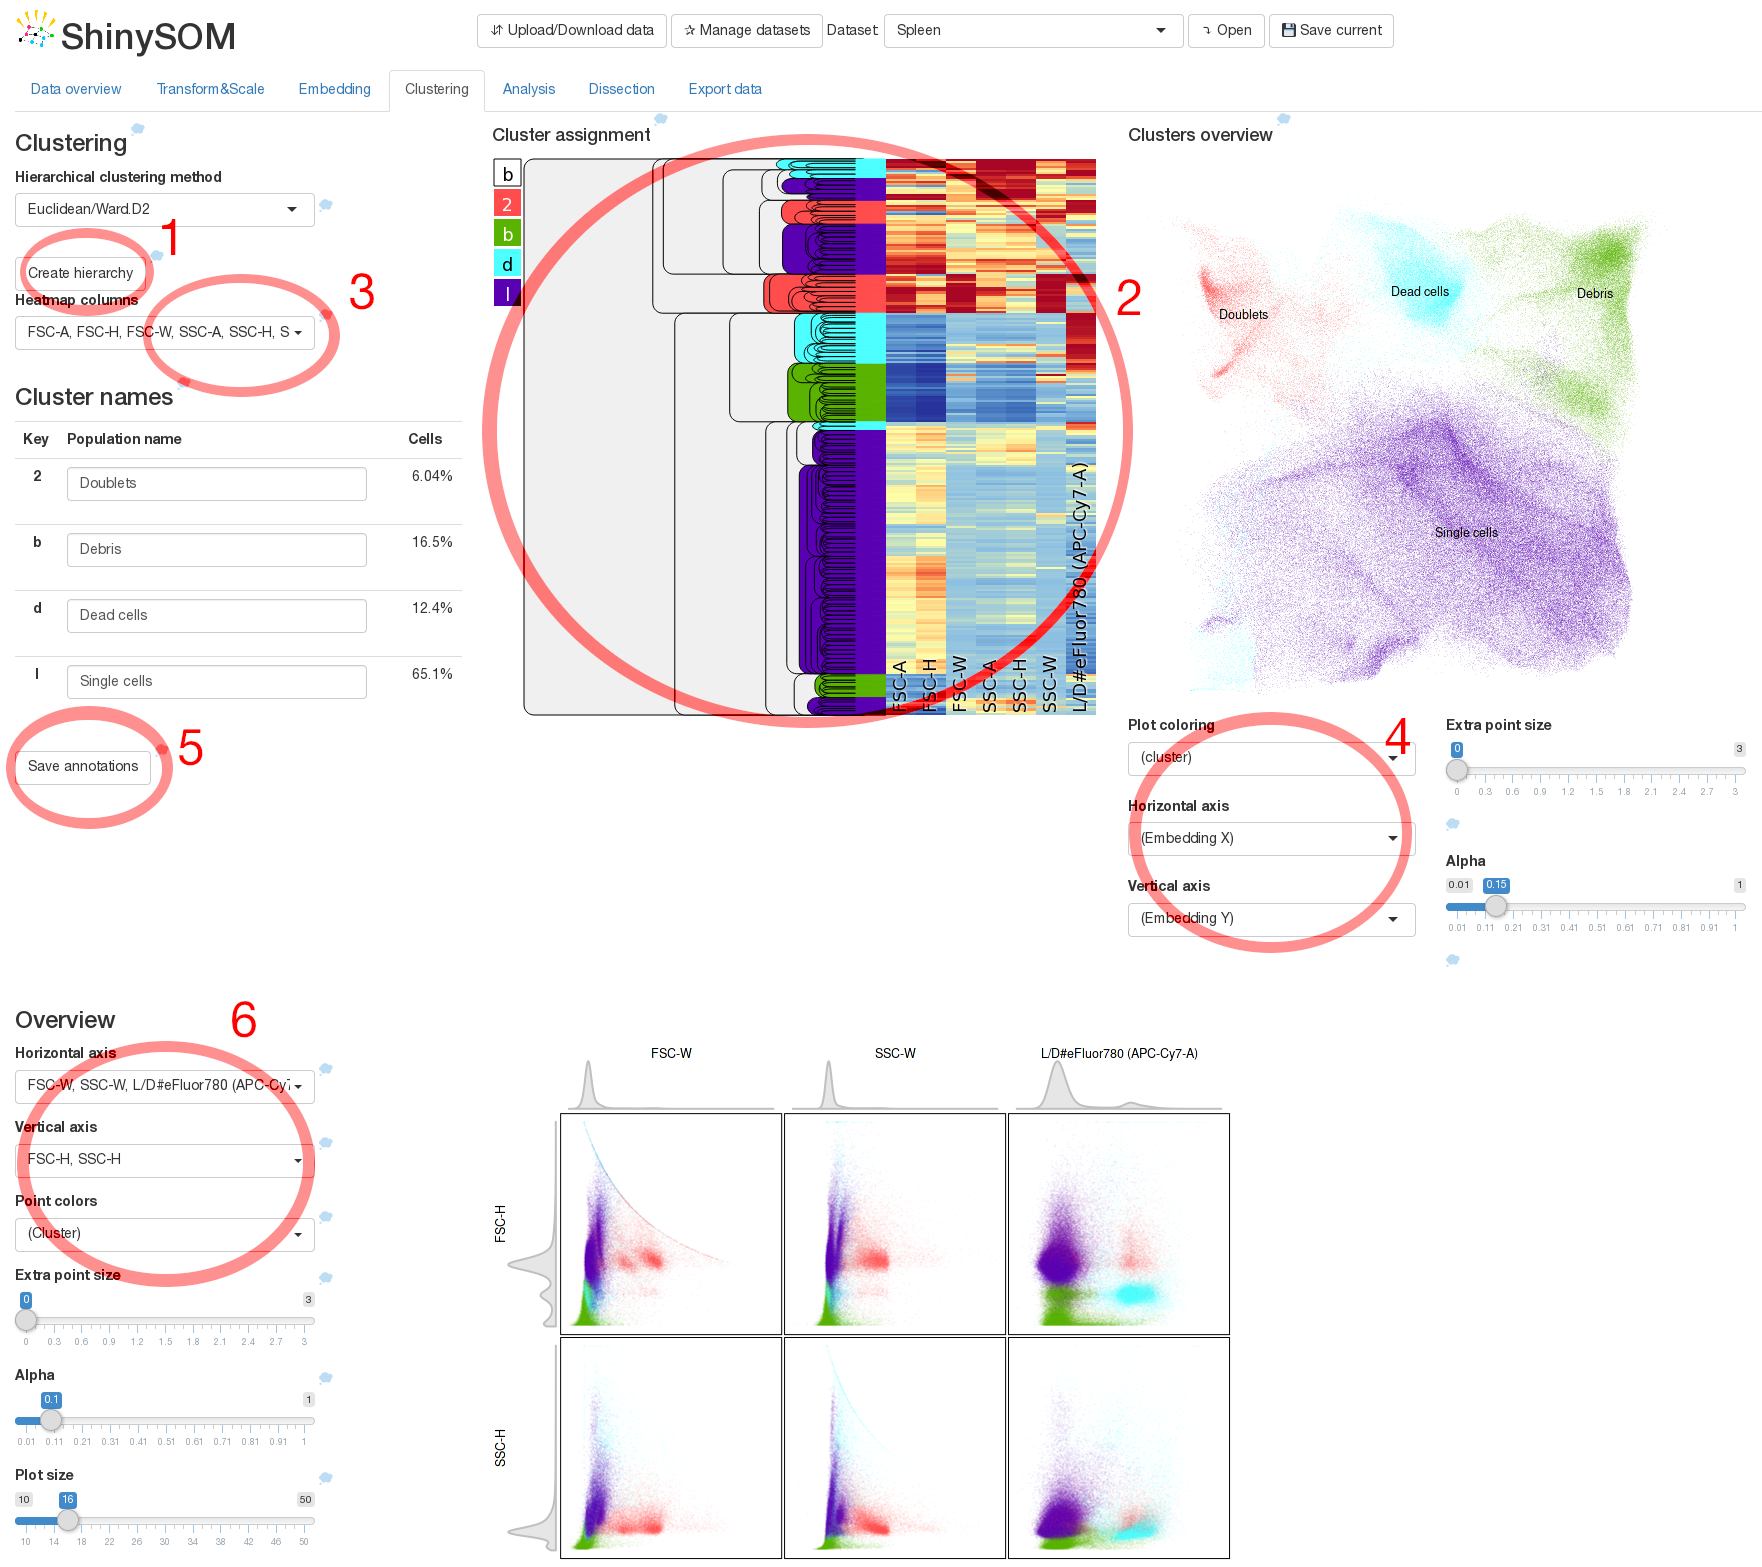 ShinySOM
⇵ Upload/Download data
☆ Manage datasets
Dataset
Spleen
⤵ Open
💾 Save current
Data overview
Transform&Scale
Embedding
Clustering
Analysis
Dissection
Export data
Clustering
Hierarchical clustering method
Euclidean/Ward.D2
1
Create hierarchy
3
Heatmap columns
FSC-A, FSC-H, FSC-W, SSC-A, SSC-H, S
Cluster names
Key Population name Cells
2 Doublets 6.04%
b Debris 16.5%
d Dead cells 12.4%
l Single cells 65.1%
5
Save annotations
Cluster assignment
b
2
b
d
l
2
FSC-A
FSC-H
FSC-W
SSC-A
SSC-H
SSC-W
L/D#eFluor780 (APC-Cy7-A)
Clusters overview
Doublets
Dead cells
Debris
Single cells
Plot coloring
4
(cluster)
Horizontal axis
(Embedding X)
Vertical axis
(Embedding Y)
Extra point size
0 3
0 0.3 0.6 0.9 1.2 1.5 1.8 2.1 2.4 2.7 3
Alpha
0.01 0.15 1
0.01 0.11 0.21 0.31 0.41 0.51 0.61 0.71 0.81 0.91 1
Overview
6
Horizontal axis
FSC-W, SSC-W, L/D#eFluor780 (APC-Cy7
Vertical axis
FSC-H, SSC-H
Point colors
(Cluster)
Extra point size
0 3
0 0.3 0.6 0.9 1.2 1.5 1.8 2.1 2.4 2.7 3
Alpha
0.1 1
0.01 0.11 0.21 0.31 0.41 0.51 0.61 0.71 0.81 0.91 1
Plot size
10 16 50
10 14 18 22 26 30 34 38 42 46 50
FSC-W
SSC-W
L/D#eFluor780 (APC-Cy7-A)
FSC-H
SSC-H